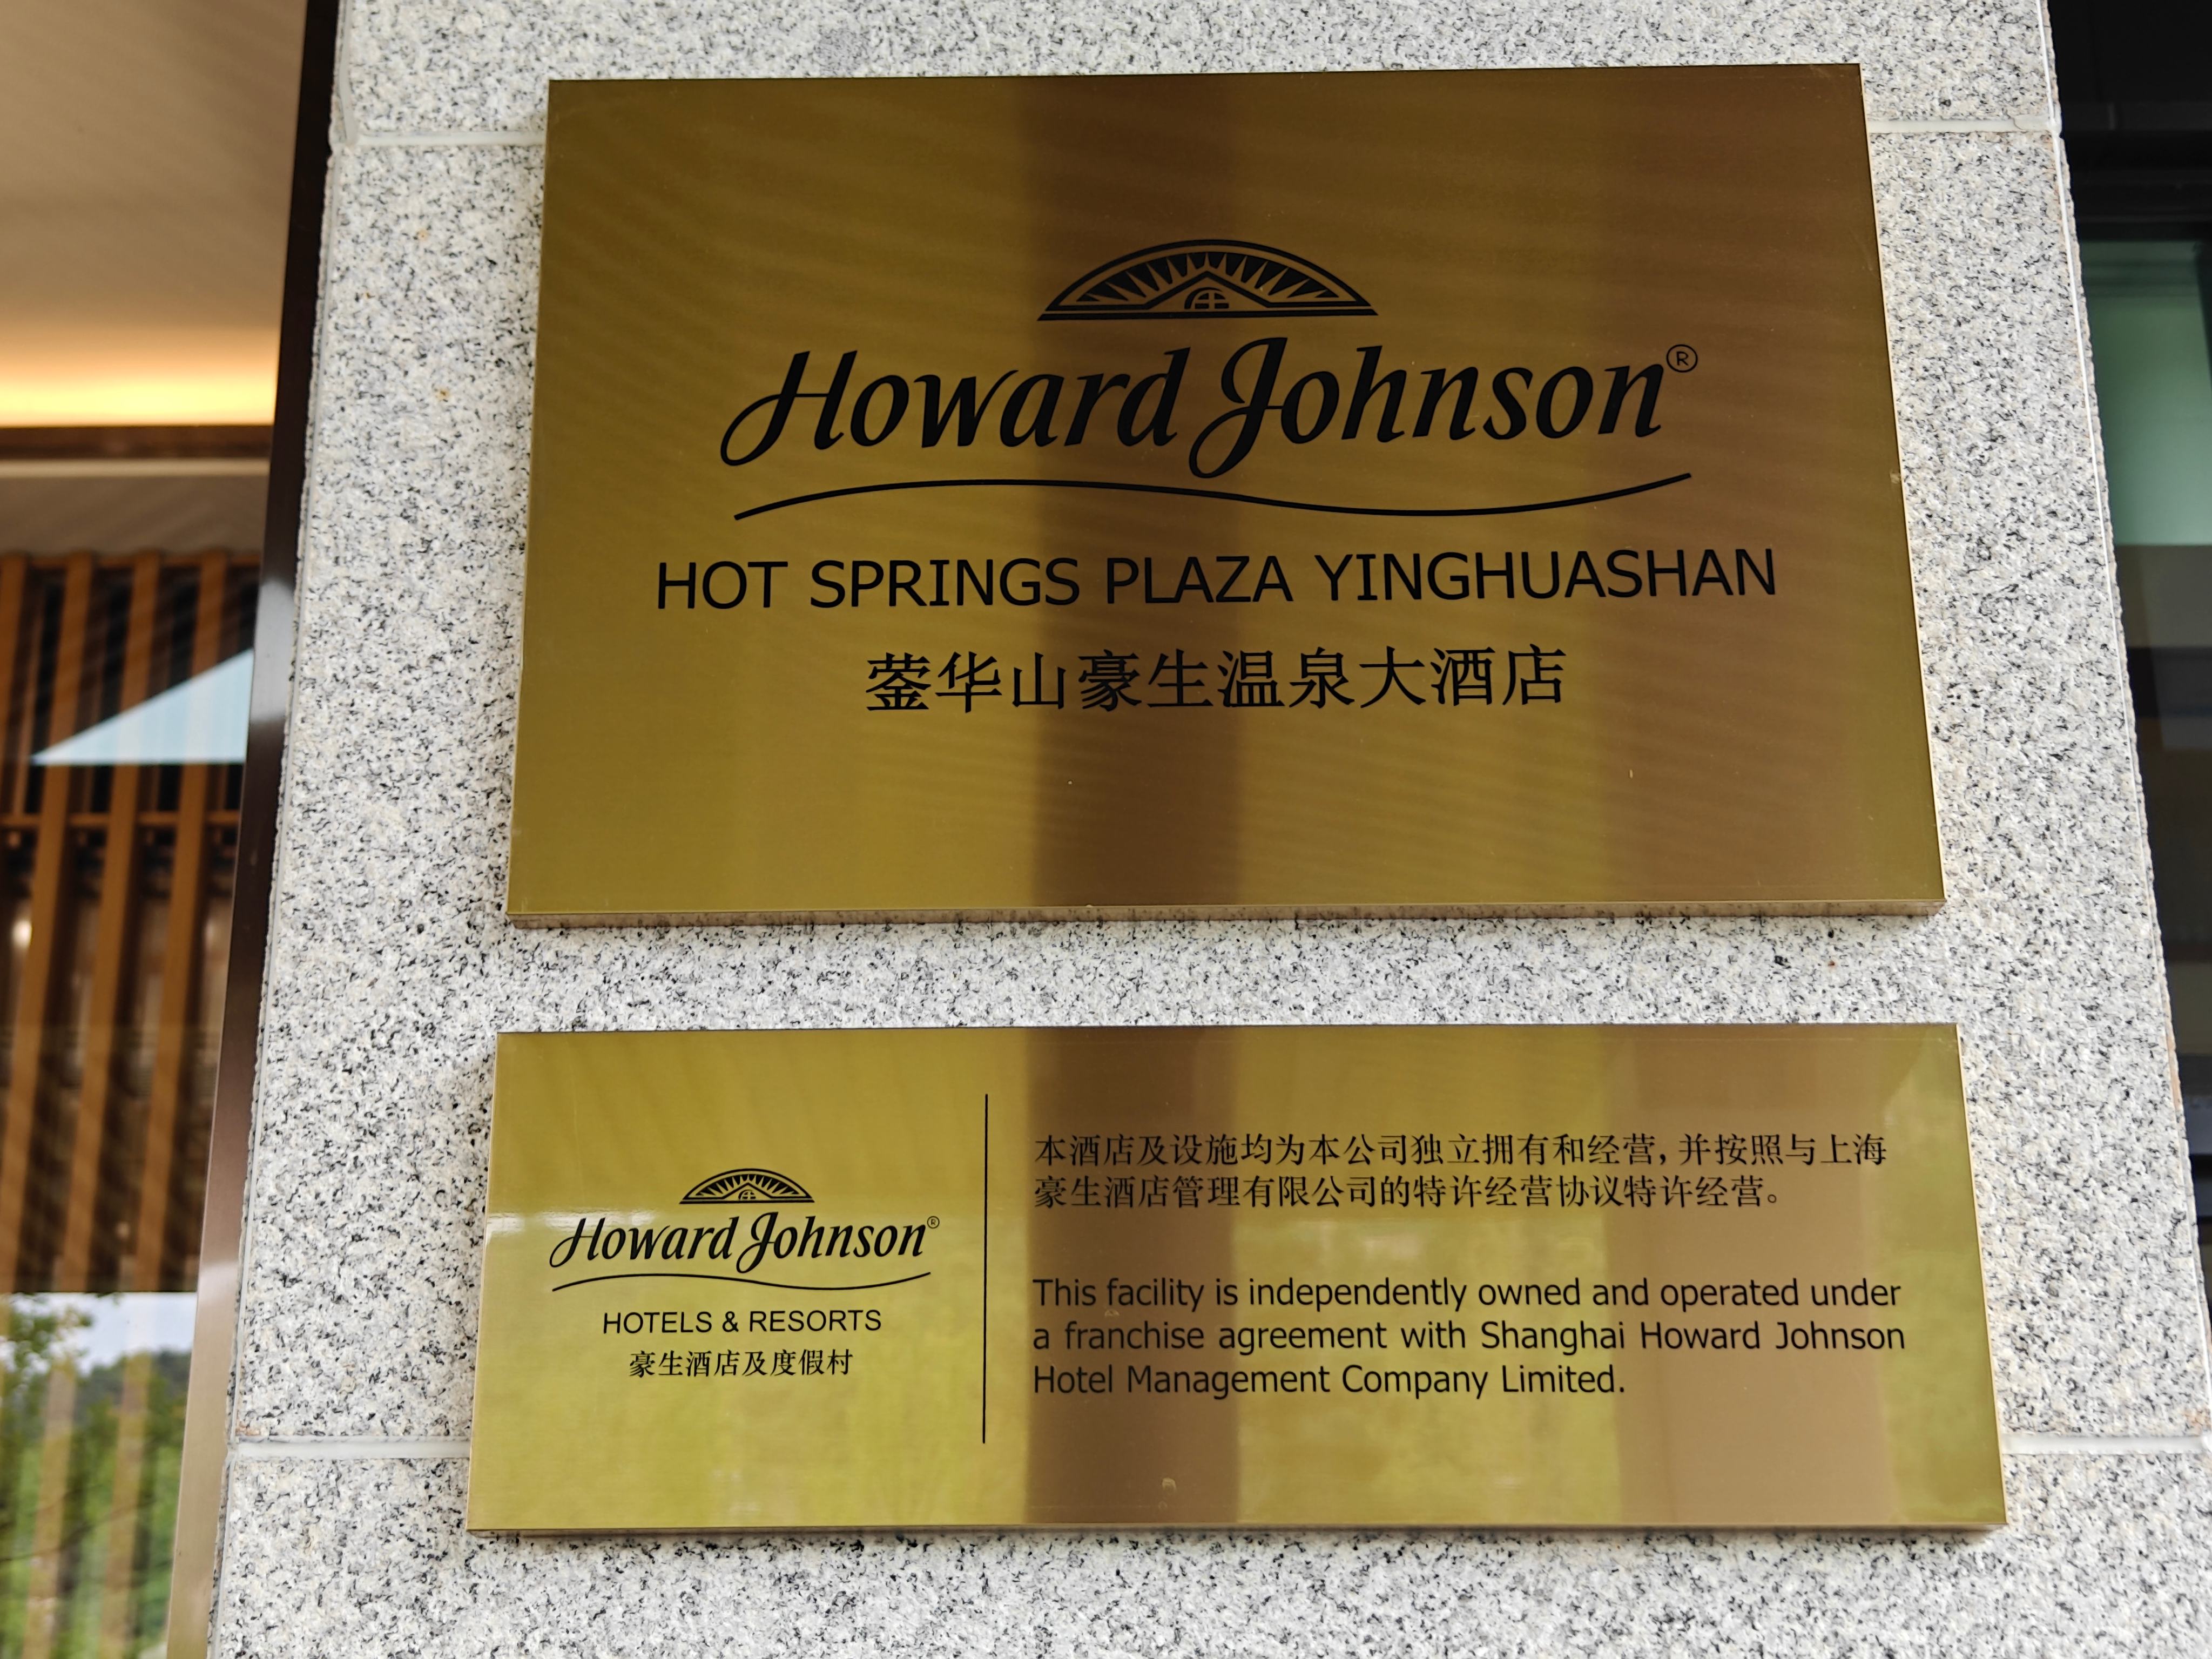 Howard Johnson®
HOT SPRINGS PLAZA YINGHUASHAN
蓥华山豪生温泉大酒店
Howard Johnson®
HOTELS & RESORTS
豪生酒店及度假村
本酒店及设施均为本公司独立拥有和经营，并按照与上海
豪生酒店管理有限公司的特许经营协议特许经营。
This facility is independently owned and operated under
a franchise agreement with Shanghai Howard Johnson
Hotel Management Company Limited.